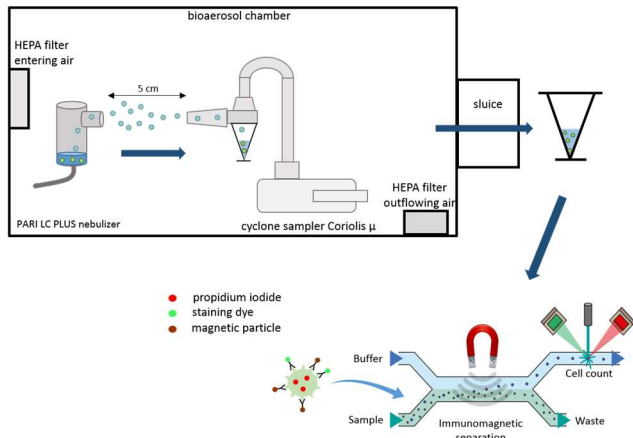 bioaerosol chamber
HEPA filter
entering air
5 cm
sluice
HEPA filter
outflowing air
PARI LC PLUS nebulizer
cyclone sampler Coriolis μ
propidium iodide
staining dye
magnetic particle
Buffer
Cell count
Sample
Immunomagnetic
separation
Waste